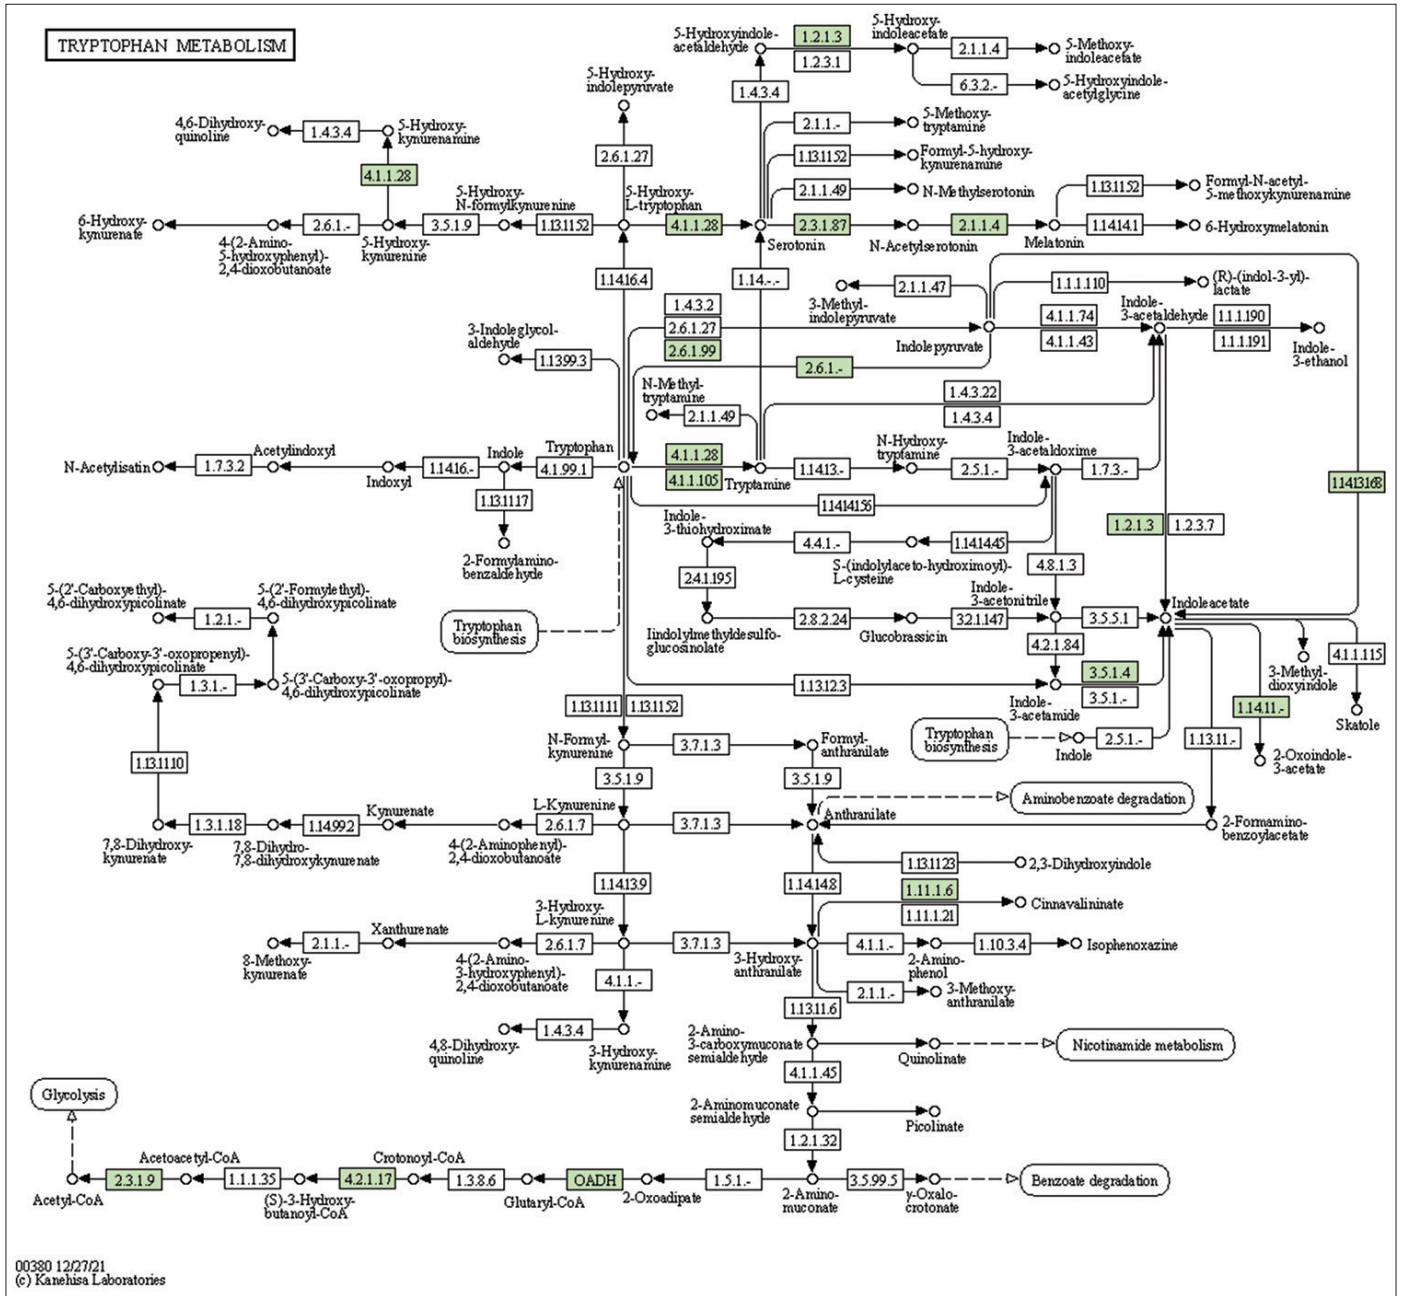 TRYPTOPHAN METABOLISM
5-Hydroxyindole-
acetaldehyde
1.2.1.3
1.2.3.1
5-Hydroxy-
indoleacetate
2.1.1.4
5-Methoxy-
indoleacetate
6.3.2.-
5-Hydroxyindole-
acetylglycine
1.4.3.4
5-Hydroxy-
indolepyruvate
4,6-Dihydroxy-
quinoline
1.4.3.4
5-Hydroxy-
kynurenamine
2.1.1.-
5-Methoxy-
tryptamine
2.6.1.27
1.13.1152
Formyl-5-hydroxy-
kynurenamine
4.1.1.28
2.1.1.49
N-Methylserotonin
1.13.1152
Formyl-N-acetyl-
5-methoxykynurenamine
6-Hydroxy-
kynurenate
2.6.1.-
3.5.1.9
5-Hydroxy-
N-formylkynurenine
1.13.1152
5-Hydroxy-
L-tryptophan
4.1.1.28
2.3.1.87
2.1.1.4
1.14.14.1
6-Hydroxymelatonin
4-(2-Amino-
5-hydroxyphenyl)-
2,4-dioxobutanoate
5-Hydroxy-
kynurenine
Serotonin
N-Acetylserotonin
Melatonin
1.14.16.4
1.14.-.-
3-Methyl-
indolepyruvate
2.1.1.47
1.1.1.110
(R)-(indol-3-yl)-
lactate
1.4.3.2
2.6.1.27
2.6.1.99
Indolepyruvate
4.1.1.74
4.1.1.43
Indole-
3-acetaldehyde
1.1.1.190
1.1.1.191
Indole-
3-ethanol
3-Indoleglycol-
aldehyde
1.1399.3
2.6.1.-
N-Methyl-
tryptamine
2.1.1.49
1.4.3.22
1.4.3.4
N-Acetylisatin
1.7.3.2
Acetylindoxyl
Indoxyl
1.14.16.-
Indole
4.1.99.1
Tryptophan
4.1.1.28
4.1.1.105
Tryptamine
1.14.13.-
N-Hydroxy-
tryptamine
2.5.1.-
Indole-
3-acetaldoxime
1.7.3.-
1.13.1117
11414156
11413168
2-Formylamino-
benzaldehyde
Indole-
3-thiohydroximate
4.4.1.-
1.14.14.45
1.2.1.3
1.2.3.7
S-(indolylaceto-hydroximoyl)-
L-cysteine
4.8.1.3
2.4.1.195
5-(2'-Carboxyethyl)-
4,6-dihydroxypicolinate
1.2.1.-
5-(2'-Formylethyl)-
4,6-dihydroxypicolinate
Tryptophan
biosynthesis
Iindolylmethyldesulfo-
glucosinolate
2.8.2.24
Glucobrassicin
32.1.147
Indole-
3-acetonitrile
3.5.5.1
Indoleacetate
4.2.1.84
5-(3'-Carboxy-3'-oxopropenyl)-
4,6-dihydroxypicolinate
1.3.1.-
5-(3'-Carboxy-3'-oxopropyl)-
4,6-dihydroxypicolinate
1.13.12.3
3.5.1.4
3.5.1.-
Indole-
3-acetamide
3-Methyl-
dioxyindole
4.1.1.115
Skatole
1.14.11.-
2-Oxoindole-
3-acetate
1.13.1111
1.13.1152
Tryptophan
biosynthesis
Indole
2.5.1.-
1.13.11.-
1.13.1110
N-Formyl-
kynurenine
3.7.1.3
Formyl-
anthranilate
3.5.1.9
3.5.1.9
Aminobenzoate degradation
7,8-Dihydroxy-
kynurenate
1.3.1.18
7,8-Dihydro-
7,8-dihydroxykynurenate
1.14.99.2
Kynurenate
4-(2-Aminophenyl)-
2,4-dioxobutanoate
2.6.1.7
L-Kynurenine
3.7.1.3
Anthranilate
2-Formamino-
benzoylacetate
1.13.1123
2,3-Dihydroxyindole
1.14.13.9
1.14.14.8
1.11.1.6
1.11.1.21
Cinnavalininate
8-Methoxy-
kynurenate
2.1.1.-
Xanthurenate
4-(2-Amino-
3-hydroxyphenyl)-
2,4-dioxobutanoate
2.6.1.7
3-Hydroxy-
L-kynurenine
3.7.1.3
3-Hydroxy-
anthranilate
4.1.1.-
2-Amino-
phenol
1.10.3.4
Isophenoxazine
4.1.1.-
2.1.1.-
3-Methoxy-
anthranilate
1.13.11.6
4,8-Dihydroxy-
quinoline
1.4.3.4
3-Hydroxy-
kynurenamine
2-Amino-
3-carboxymuconate
semialdehyde
Quinolinate
Nicotinamide metabolism
4.1.1.45
2-Aminomuconate
semialdehyde
Picolinate
1.2.1.32
Glycolysis
Acetyl-CoA
2.3.1.9
Acetoacetyl-CoA
1.1.1.35
(S)-3-Hydroxy-
butanoyl-CoA
4.2.1.17
Crotonoyl-CoA
1.3.8.6
Glutaryl-CoA
OADH
2-Oxoadipate
1.5.1.-
2-Amino-
muconate
3.5.99.5
γ-Oxalo-
crotonate
Benzoate degradation
00380 12/27/21
(c) Kanehisa Laboratories